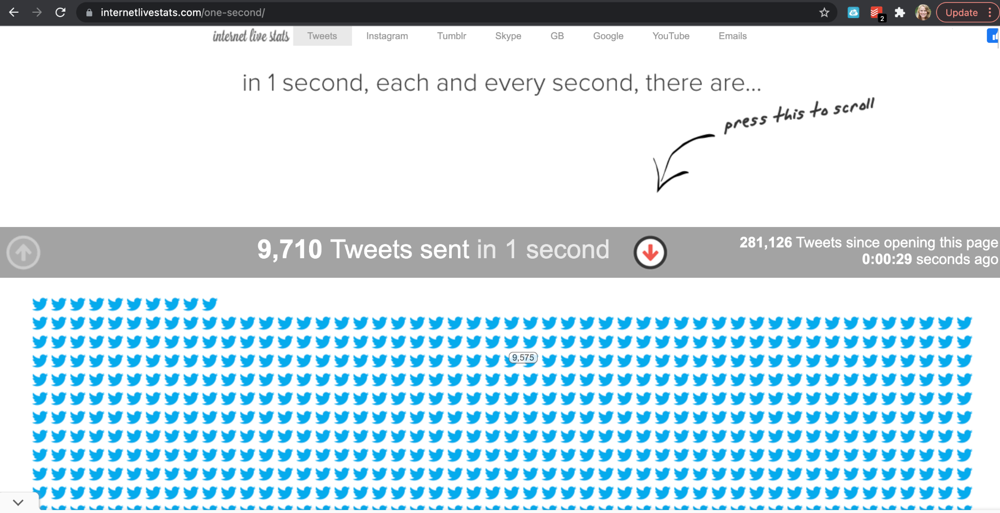 internetlivestats.com/one-second/
2
Update
internet live stats Tweets Instagram Tumblr Skype GB Google YouTube Emails
in 1 second, each and every second, there are...
press this to scroll
9,710 Tweets sent in 1 second
281,126 Tweets since opening this page
0:00:29 seconds ago
9,575